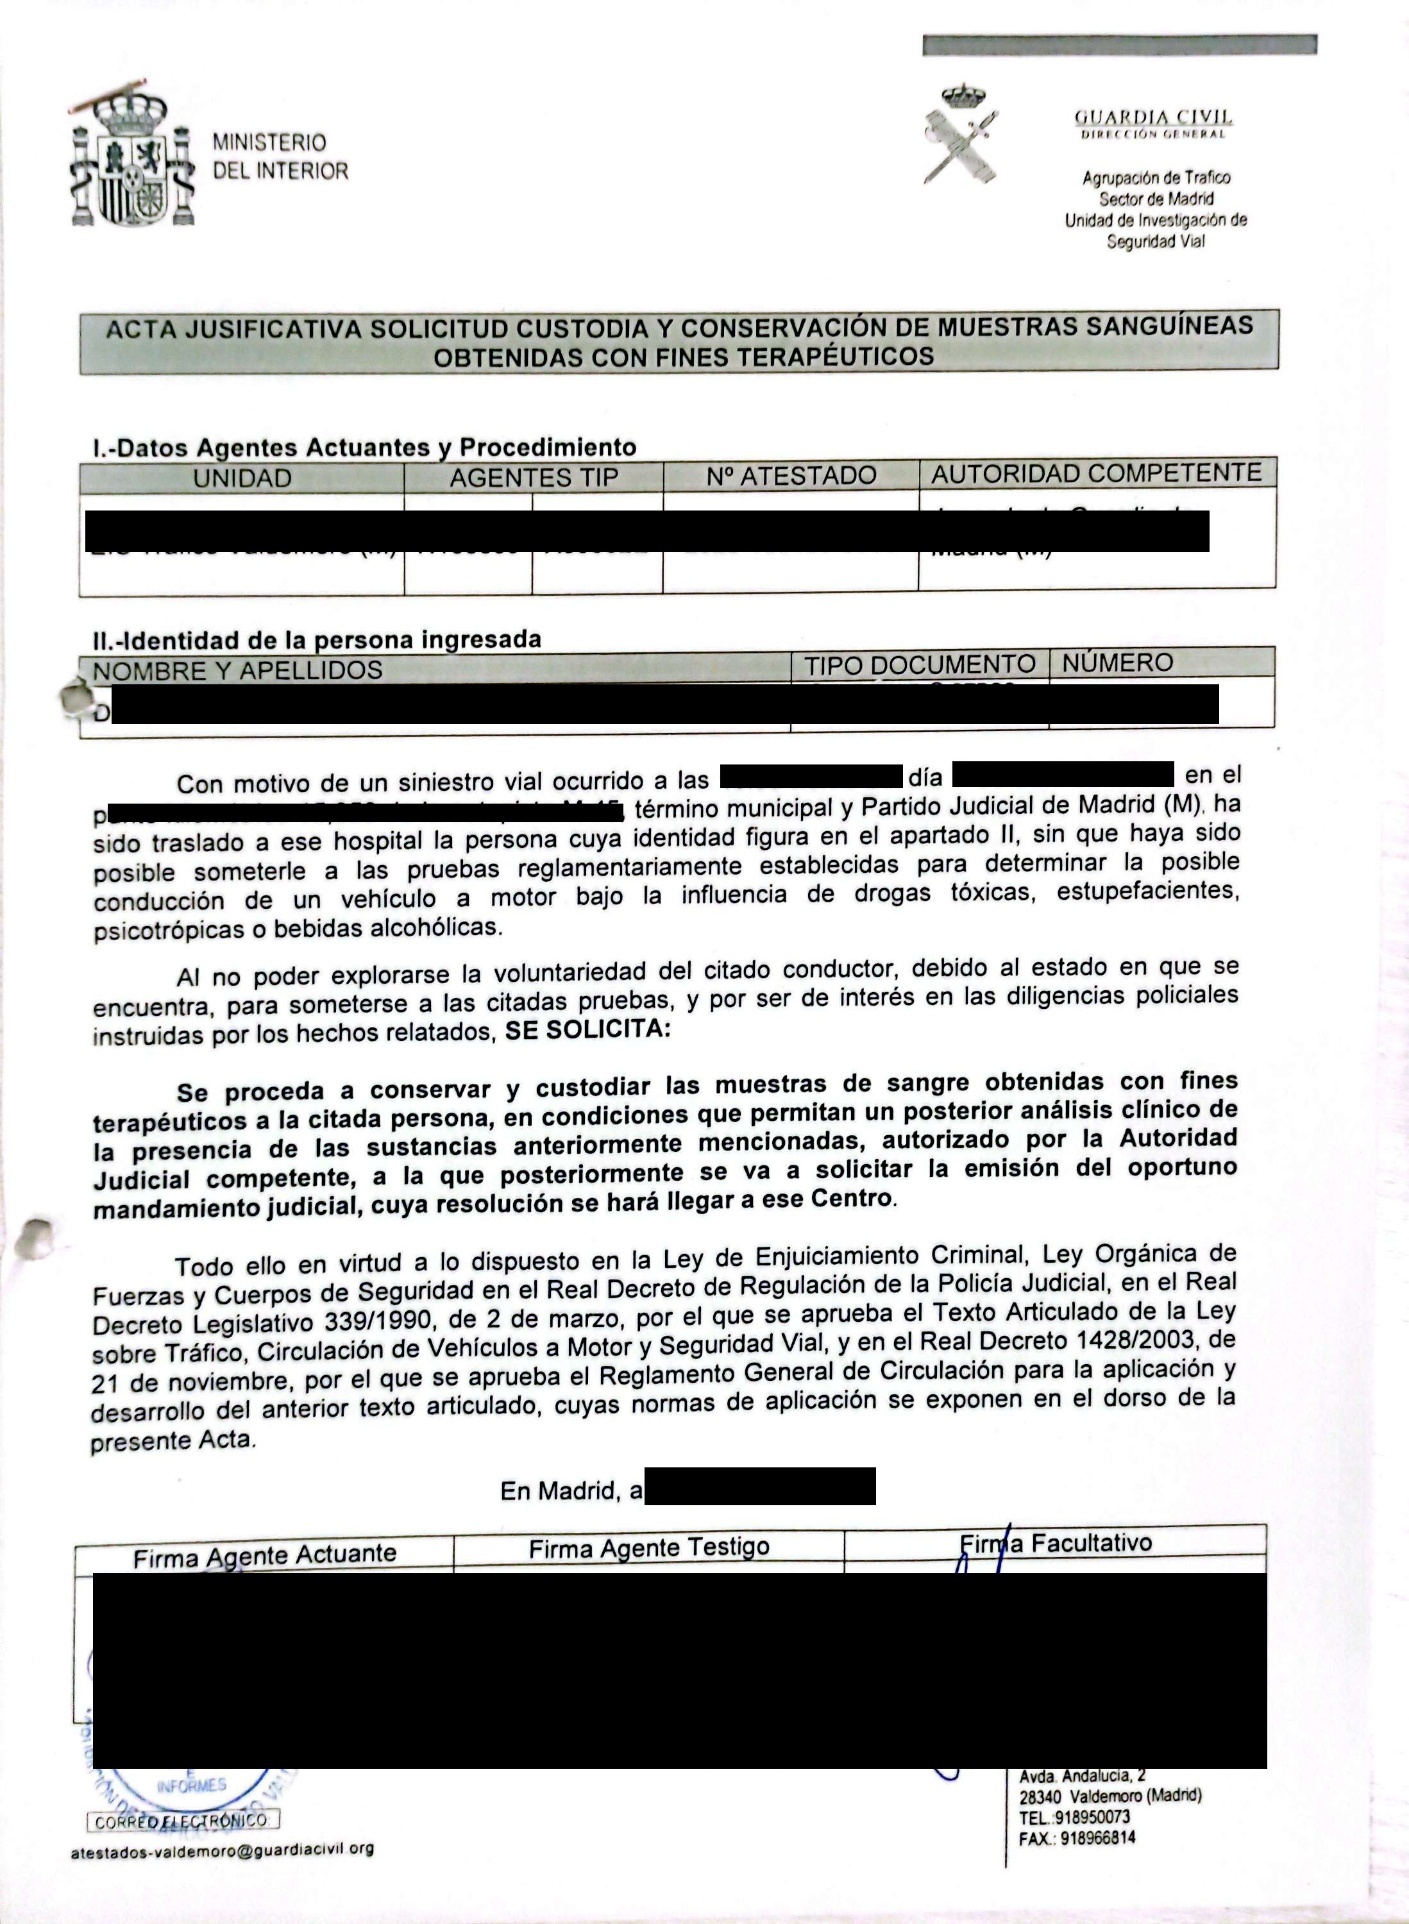 MINISTERIO
DEL INTERIOR
GUARDIA CIVIL
DIRECCIÓN GENERAL
Agrupación de Trafico
Sector de Madrid
Unidad de Investigación de
Seguridad Vial
ACTA JUSIFICATIVA SOLICITUD CUSTODIA Y CONSERVACIÓN DE MUESTRAS SANGUÍNEAS
OBTENIDAS CON FINES TERAPÉUTICOS
I.-Datos Agentes Actuantes y Procedimiento
UNIDAD AGENTES TIP Nº ATESTADO AUTORIDAD COMPETENTE
II.-Identidad de la persona ingresada
NOMBRE Y APELLIDOS TIPO DOCUMENTO NÚMERO
D
Con motivo de un siniestro vial ocurrido a las día en el
término municipal y Partido Judicial de Madrid (M), ha
sido traslado a ese hospital la persona cuya identidad figura en el apartado II, sin que haya sido
posible someterle a las pruebas reglamentariamente establecidas para determinar la posible
conducción de un vehículo a motor bajo la influencia de drogas tóxicas, estupefacientes,
psicotrópicas o bebidas alcohólicas.
Al no poder explorarse la voluntariedad del citado conductor, debido al estado en que se
encuentra, para someterse a las citadas pruebas, y por ser de interés en las diligencias policiales
instruidas por los hechos relatados, SE SOLICITA:
Se proceda a conservar y custodiar las muestras de sangre obtenidas con fines
terapéuticos a la citada persona, en condiciones que permitan un posterior análisis clínico de
la presencia de las sustancias anteriormente mencionadas, autorizado por la Autoridad
Judicial competente, a la que posteriormente se va a solicitar la emisión del oportuno
mandamiento judicial, cuya resolución se hará llegar a ese Centro.
Todo ello en virtud a lo dispuesto en la Ley de Enjuiciamiento Criminal, Ley Orgánica de
Fuerzas y Cuerpos de Seguridad en el Real Decreto de Regulación de la Policía Judicial, en el Real
Decreto Legislativo 339/1990, de 2 de marzo, por el que se aprueba el Texto Articulado de la Ley
sobre Tráfico, Circulación de Vehículos a Motor y Seguridad Vial, y en el Real Decreto 1428/2003, de
21 de noviembre, por el que se aprueba el Reglamento General de Circulación para la aplicación y
desarrollo del anterior texto articulado, cuyas normas de aplicación se exponen en el dorso de la
presente Acta.
En Madrid, a
Firma Agente Actuante Firma Agente Testigo Firma Facultativo
E
INFORMES
CORREO ELECTRÓNICO
atestados-valdemoro@guardiacivil.org
Avda. Andalucia, 2
28340 Valdemoro (Madrid)
TEL.:918950073
FAX.: 918966814